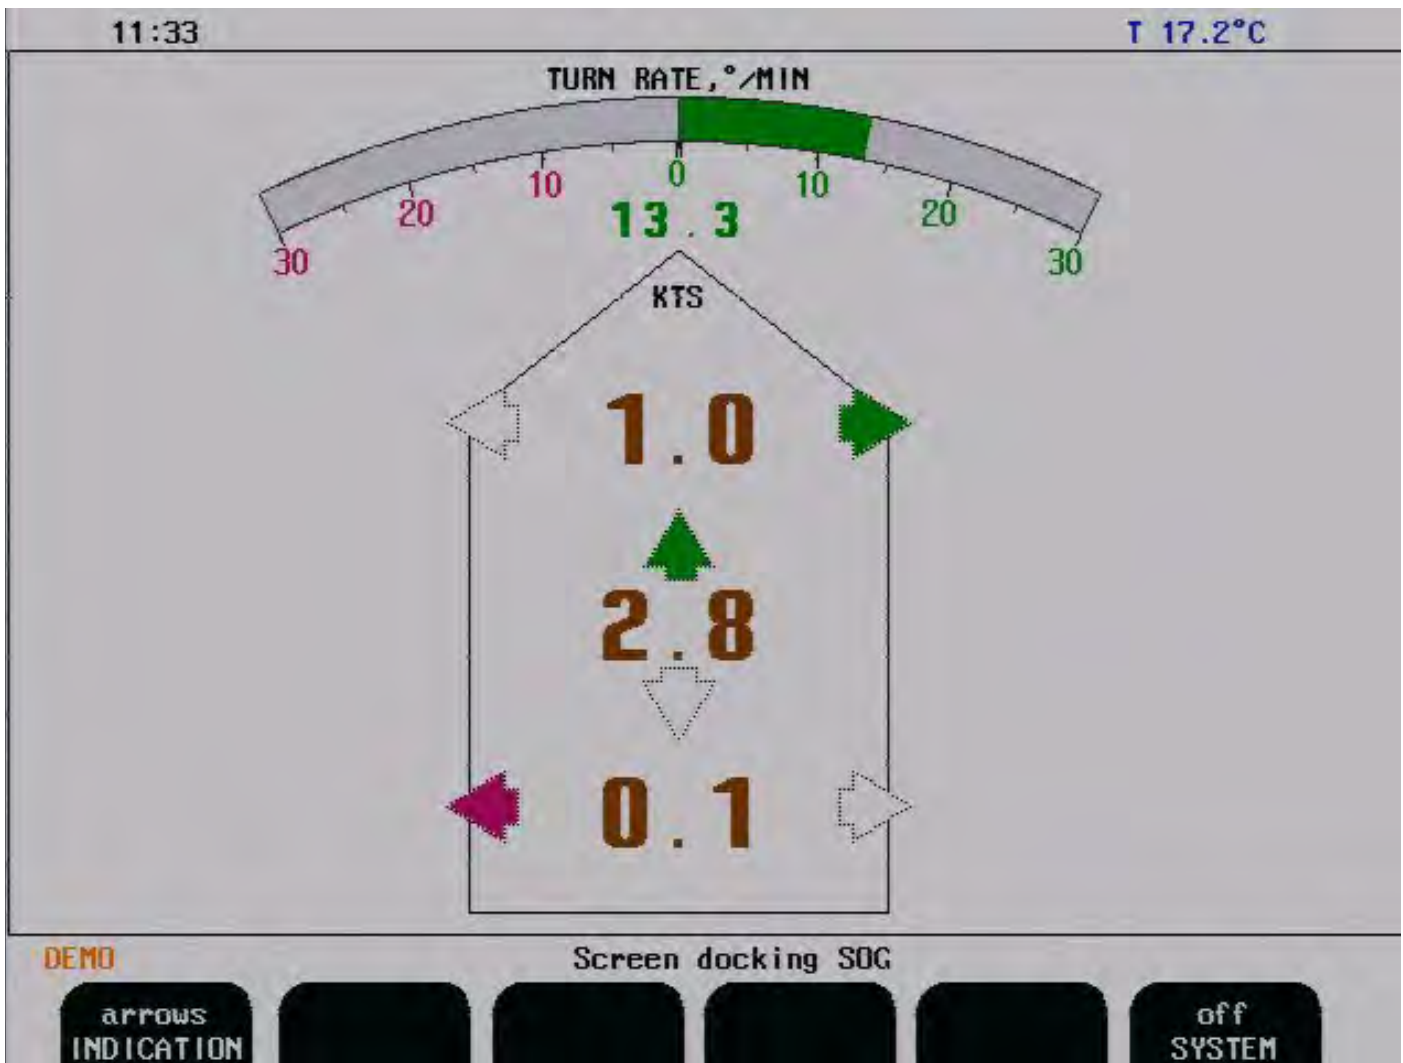 11:33 T 17.2°C
TURN RATE,°/MIN
30 20 10 0 10 20 30
13.3
KTS
1.0
2.8
0.1
DEMO Screen docking SOG
arrows off
INDICATION SYSTEM